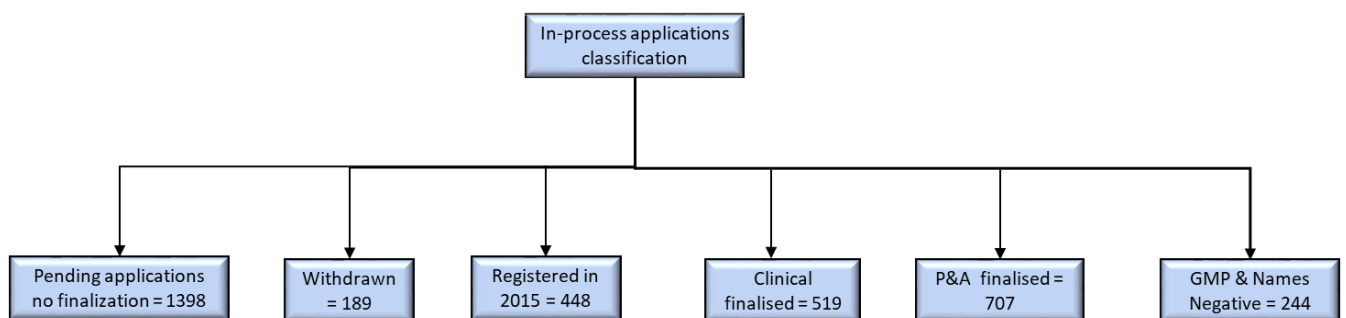 In-process applications
classification
Pending applications
no finalization = 1398
Withdrawn
= 189
Registered in
2015 = 448
Clinical
finalised = 519
P&A finalised =
707
GMP & Names
Negative = 244